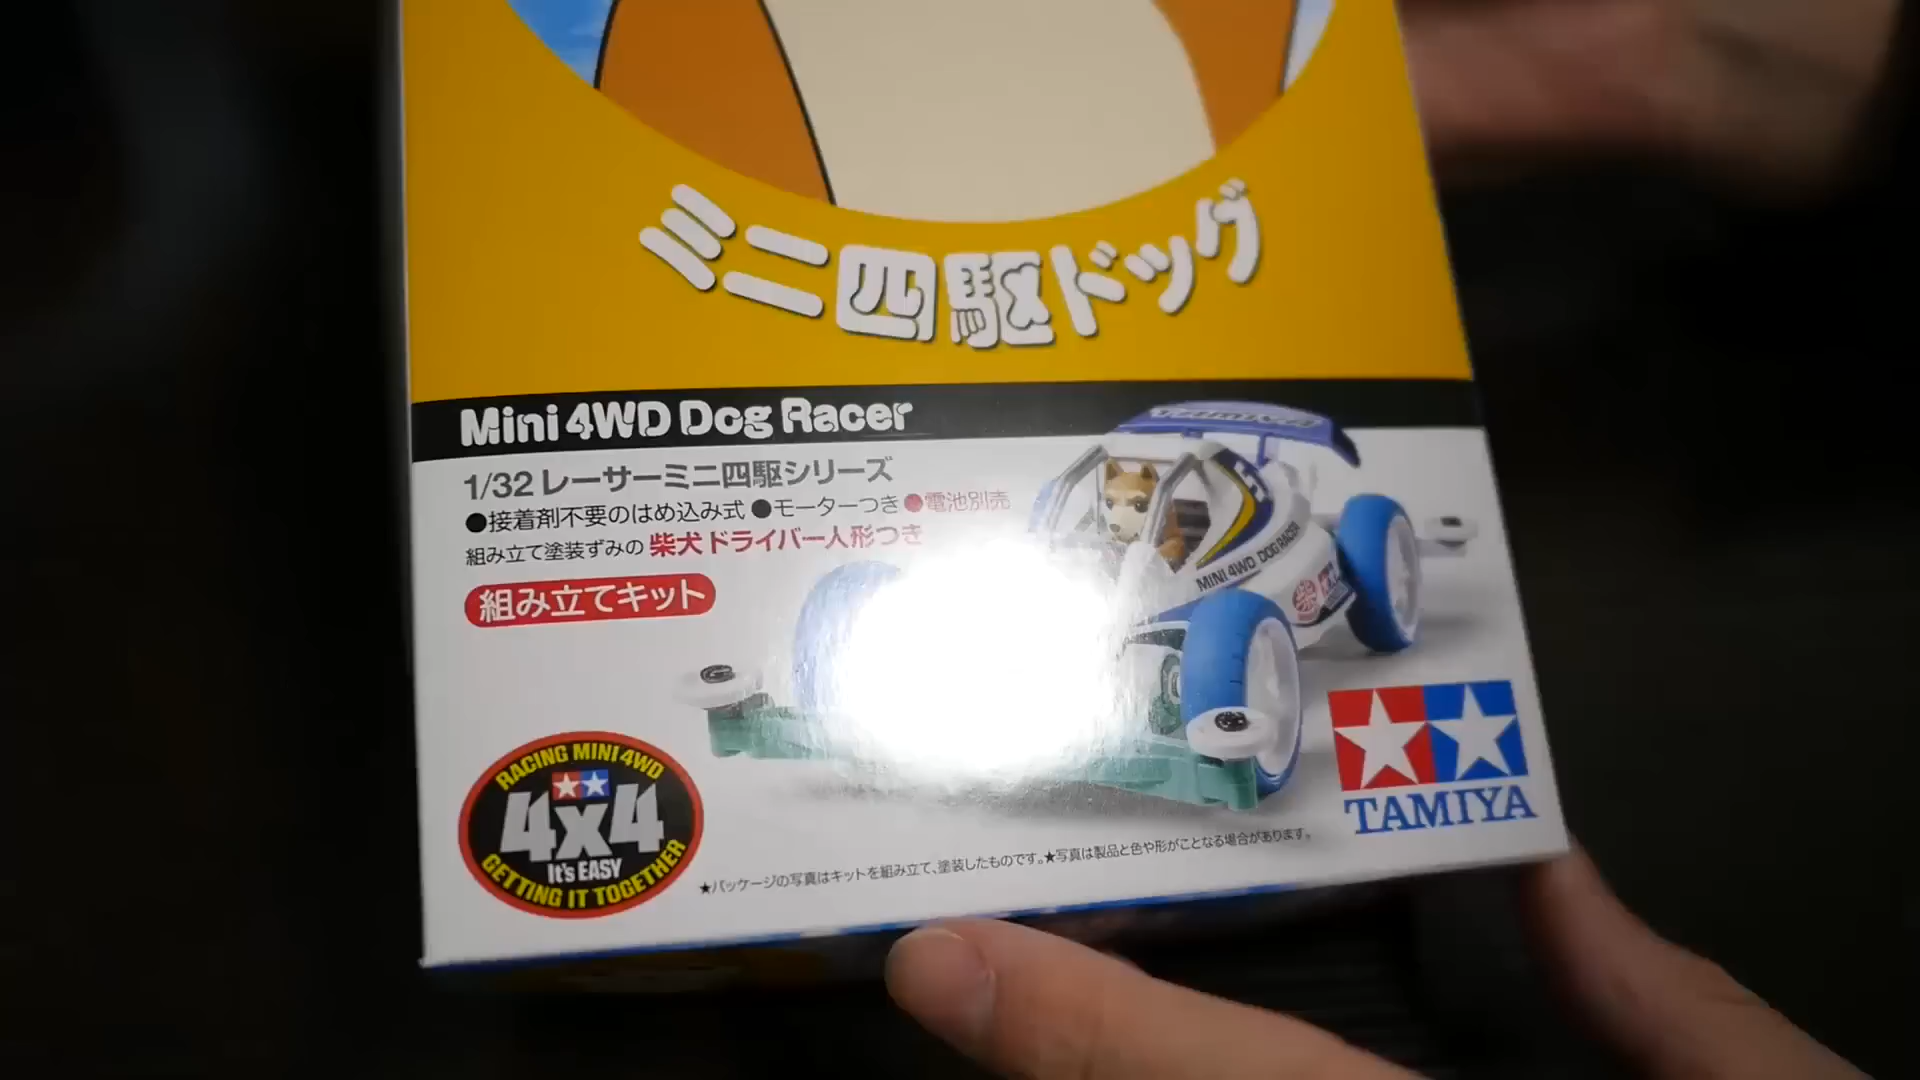 ミニ四駆ドッグ
Mini 4WD Dog Racer
TAMIYA
1/32 レーサーミニ四駆シリーズ
●接着剤不要のはめ込み式 ●モーターつき ●電池別売
組み立て塗装ずみの 柴犬ドライバー人形つき
組み立てキット
MINI 4WD DOG RACER
柴
RACING MINI 4WD
4x4
It's EASY
GETTING IT TOGETHER
TAMIYA
★パッケージの写真はキットを組み立て、塗装したものです。★写真は製品と色や形がことなる場合があります。